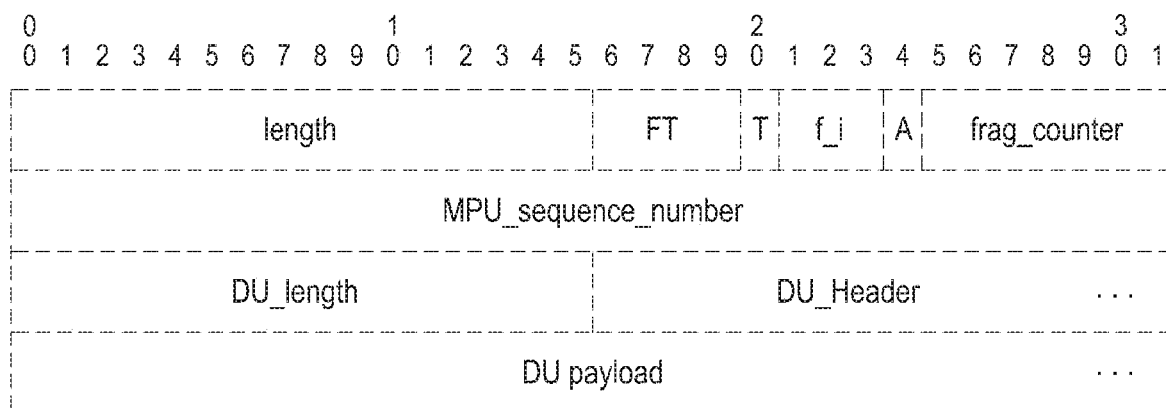 0 1 2 3
0 1 2 3 4 5 6 7 8 9 0 1 2 3 4 5 6 7 8 9 0 1 2 3 4 5 6 7 8 9 0 1
length FT T f_i A frag_counter
MPU_sequence_number
DU_length DU_Header ...
DU payload ...